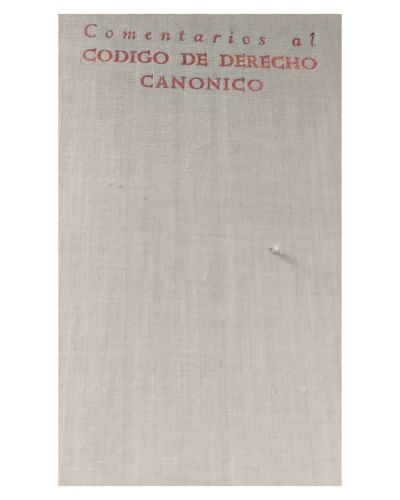 Comentarios al
CODIGO DE DERECHO
CANONICO